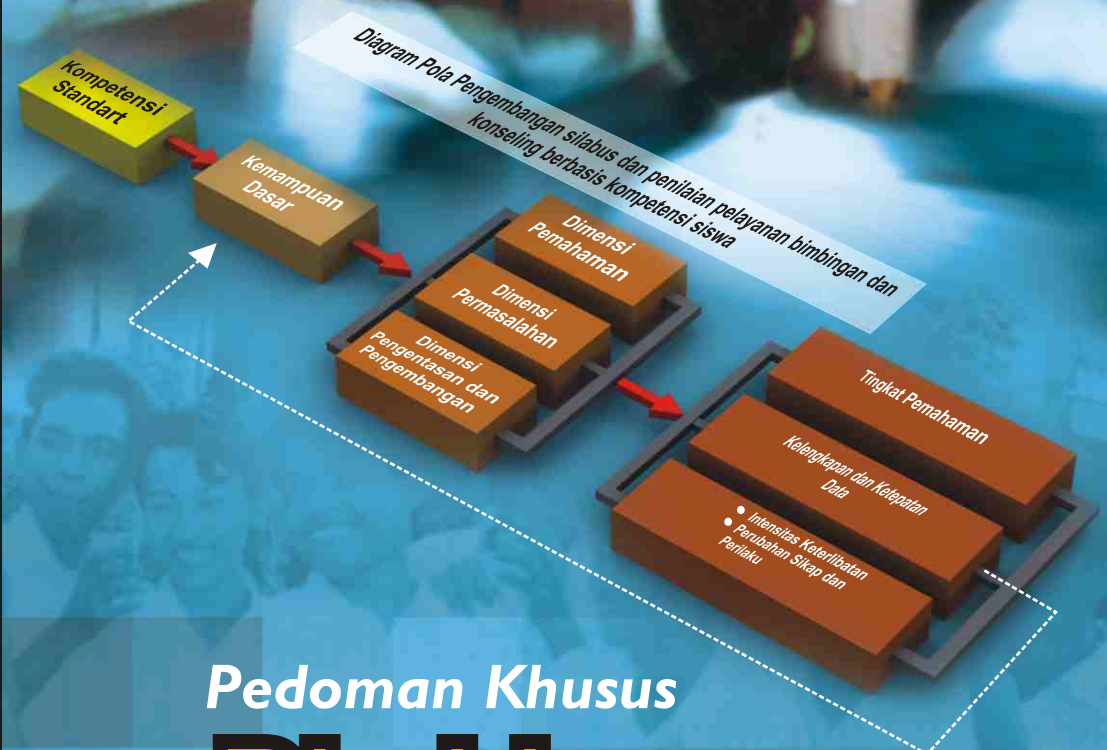 Diagram Pola Pengembangan silabus dan penilaian pelayanan bimbingan dan
konseling berbasis kompetensi siswa
Kompetensi
Standart
Kemampuan
Dasar
Dimensi
Pemahaman
Dimensi
Permasalahan
Dimensi
Pengentasan dan
Pengembangan
Tingkat Pemahaman
Kelengkapan dan Ketepatan
Data
● Intensitas Keterlibatan
● Perubahan Sikap dan
Perilaku
Pedoman Khusus